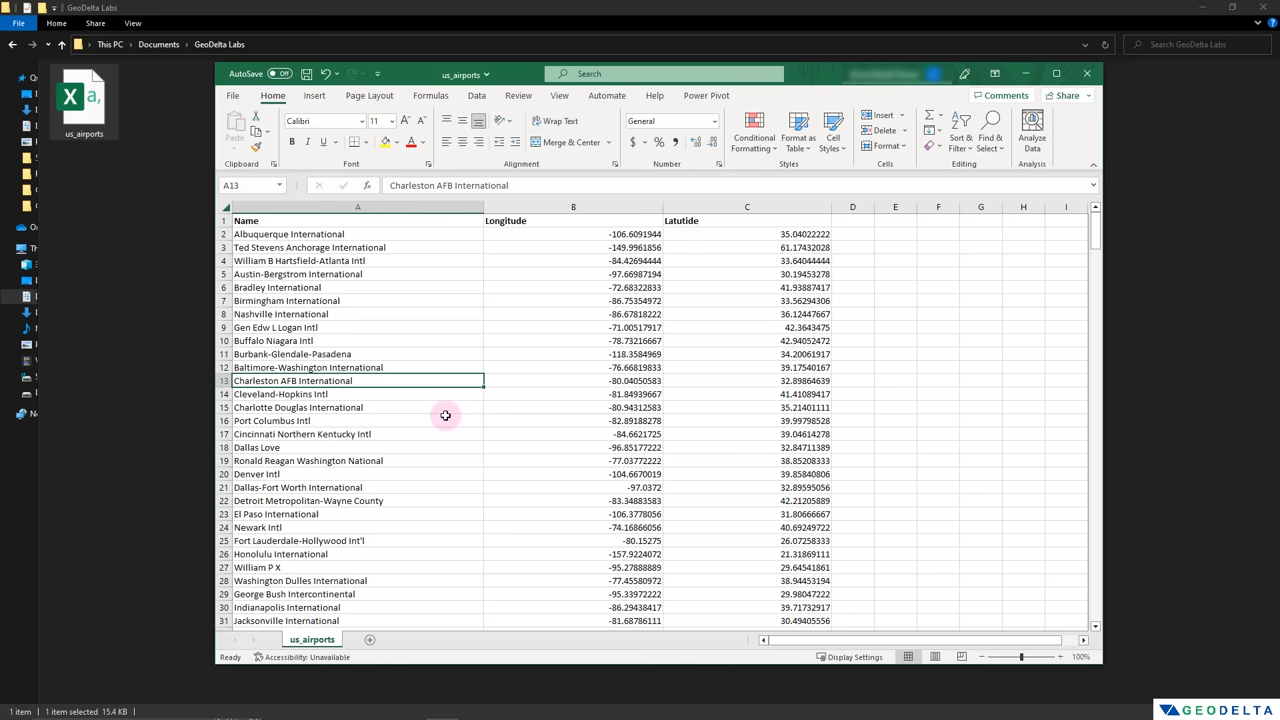 GeoDelta Labs
File Home Share View
This PC Documents GeoDelta Labs Search GeoDelta Labs
us_airports
AutoSave Off us_airports Search
File Home Insert Page Layout Formulas Data Review View Automate Help Power Pivot Comments Share
Paste Calibri 11 Wrap Text General Conditional Formatting Format as Table Cell Styles Insert Sort & Filter Find & Select Analyze Data
B I U Merge & Center $ % Delete
Format
Clipboard Font Alignment Number Styles Cells Editing Analysis
A13 fx Charleston AFB International
A B C D E F G H I
1 Name Longitude Latutide
2 Albuquerque International -106.6091944 35.04022222
3 Ted Stevens Anchorage International -149.9961856 61.17432028
4 William B Hartsfield-Atlanta Intl -84.42694444 33.64044444
5 Austin-Bergstrom International -97.66987194 30.19453278
6 Bradley International -72.68322833 41.93887417
7 Birmingham International -86.75354972 33.56294306
8 Nashville International -86.67818222 36.12447667
9 Gen Edw L Logan Intl -71.00517917 42.3643475
10 Buffalo Niagara Intl -78.73216667 42.94052472
11 Burbank-Glendale-Pasadena -118.3584969 34.20061917
12 Baltimore-Washington International -76.66819833 39.17540167
13 Charleston AFB International -80.04050583 32.89864639
14 Cleveland-Hopkins Intl -81.84939667 41.41089417
15 Charlotte Douglas International -80.94312583 35.21401111
16 Port Columbus Intl -82.89188278 39.99798528
17 Cincinnati Northern Kentucky Intl -84.6621725 39.04614278
18 Dallas Love -96.85177222 32.84711389
19 Ronald Reagan Washington National -77.03772222 38.85208333
20 Denver Intl -104.6670019 39.85840806
21 Dallas-Fort Worth International -97.0372 32.89595056
22 Detroit Metropolitan-Wayne County -83.34883583 42.21205889
23 El Paso International -106.3778056 31.80666667
24 Newark Intl -74.16866056 40.69249722
25 Fort Lauderdale-Hollywood Int'l -80.15275 26.07258333
26 Honolulu International -157.9224072 21.31869111
27 William P X -95.27888889 29.64541861
28 Washington Dulles International -77.45580972 38.94453194
29 George Bush Intercontinental -95.33972222 29.98047222
30 Indianapolis International -86.29438417 39.71732917
31 Jacksonville International -81.68786111 30.49405556
us_airports
Ready Accessibility: Unavailable Display Settings 100%
1 item 1 item selected 15.4 KB
GEODELTA